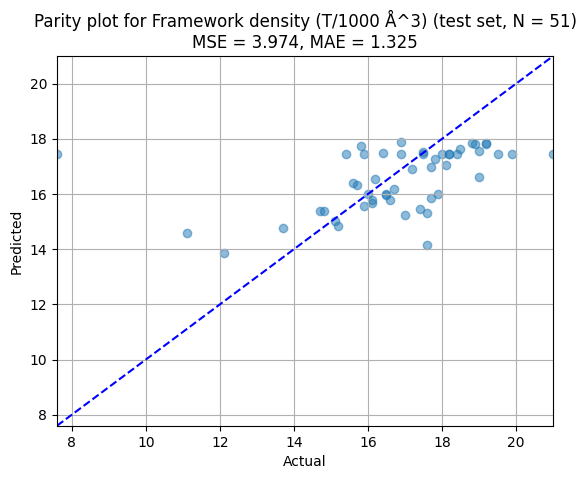 Parity plot for Framework density (T/1000 Å^3) (test set, N = 51)
MSE = 3.974, MAE = 1.325
20
18
16
14
12
10
8
Predicted
8 10 12 14 16 18 20
Actual